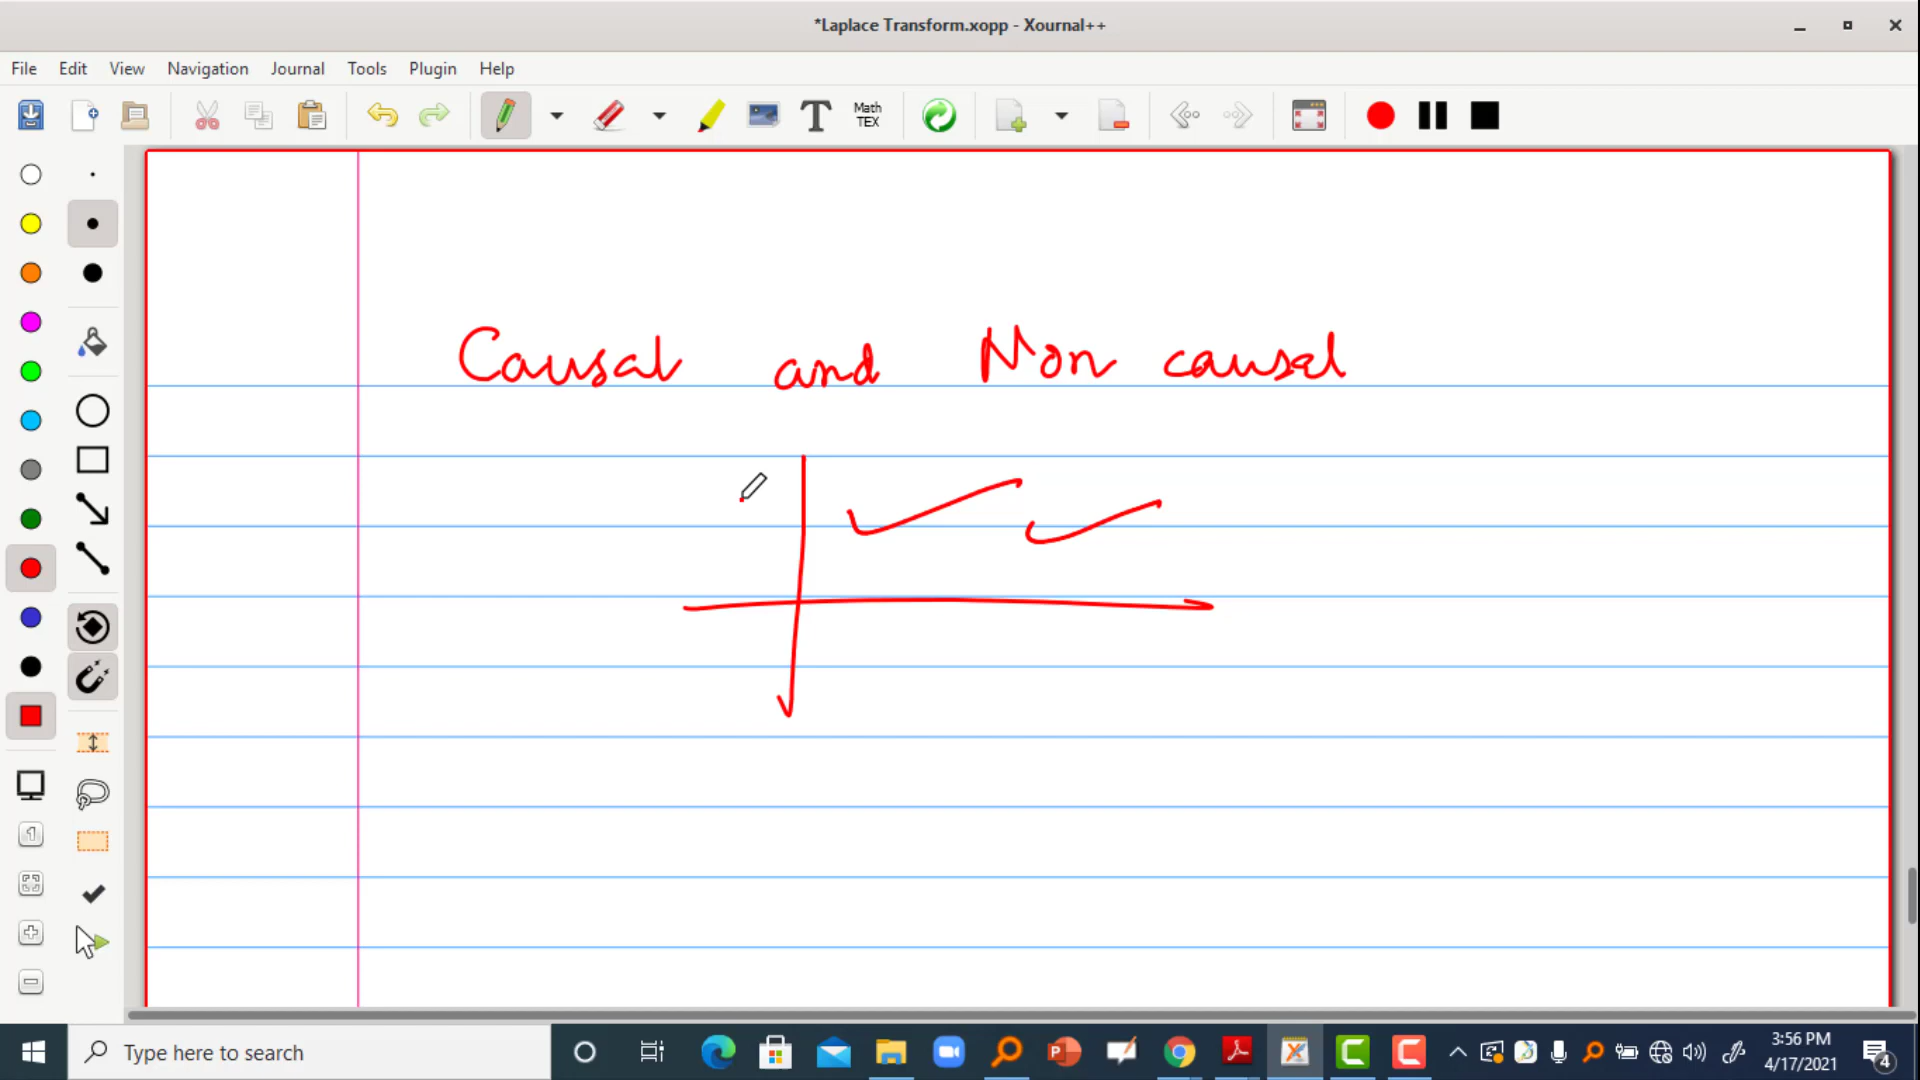 *Laplace Transform.xopp - Xournal++
File Edit View Navigation Journal Tools Plugin Help
Math
TEX
Causal and Non causal
Type here to search
3:56 PM
4/17/2021
4